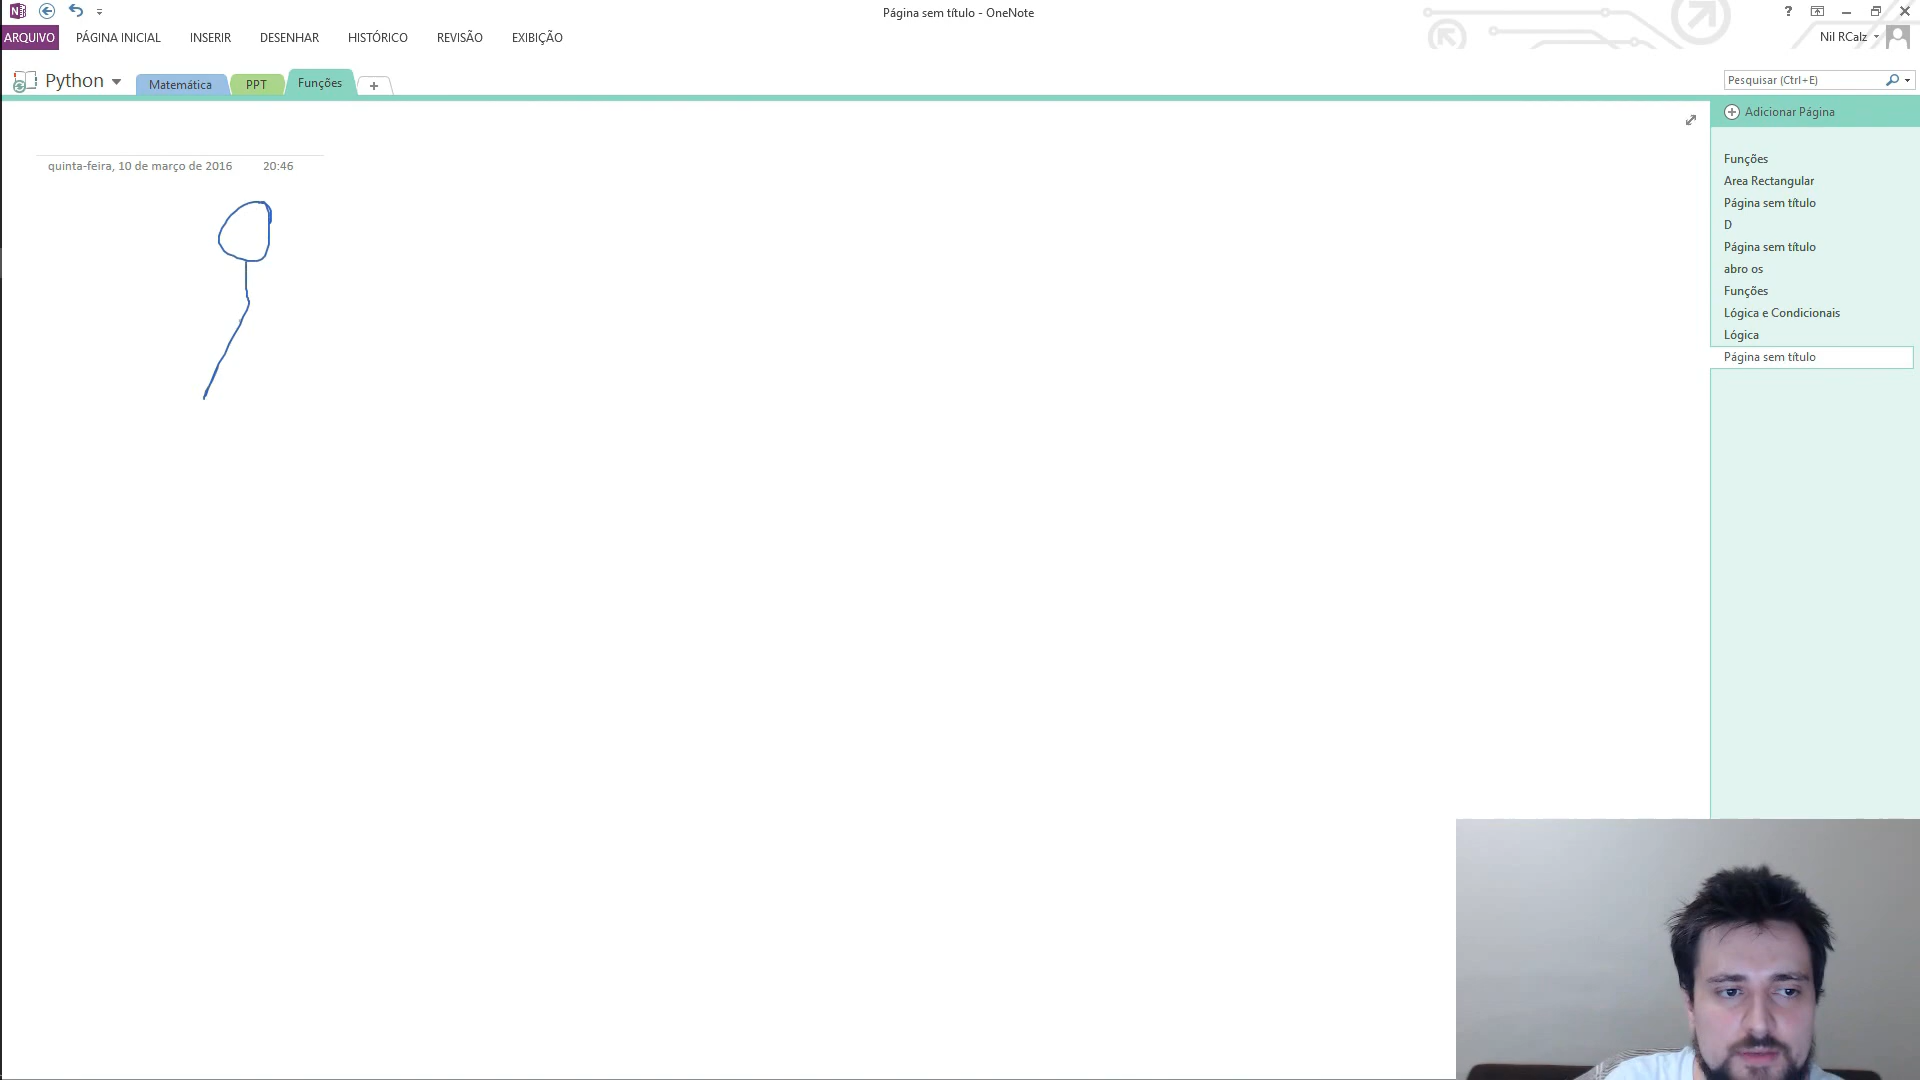 Página sem título - OneNote
?
ARQUIVO PÁGINA INICIAL INSERIR DESENHAR HISTÓRICO REVISÃO EXIBIÇÃO
Nil RCalz
Python Matemática PPT Funções +
Pesquisar (Ctrl+E)
Adicionar Página
quinta-feira, 10 de março de 2016 20:46
Funções
Area Rectangular
Página sem título
D
Página sem título
abro os
Funções
Lógica e Condicionais
Lógica
Página sem título